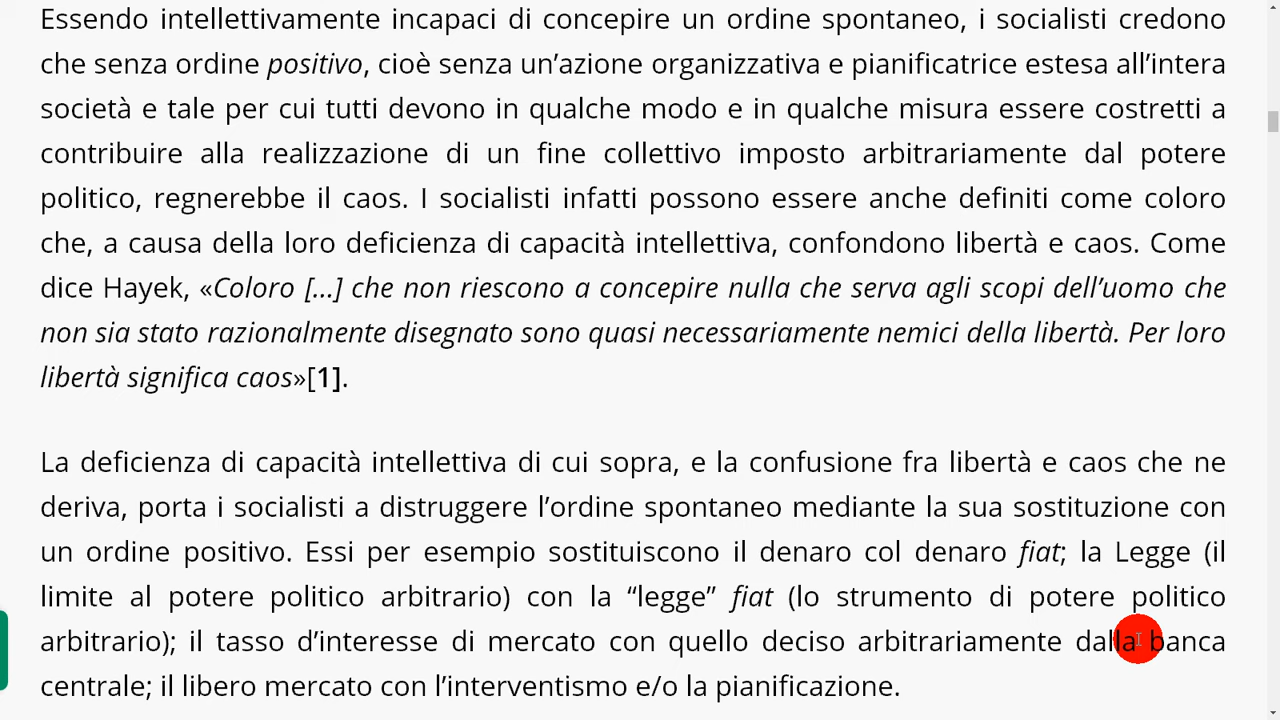 Essendo intellettivamente incapaci di concepire un ordine spontaneo, i socialisti credono
che senza ordine positivo, cioè senza un’azione organizzativa e pianificatrice estesa all’intera
società e tale per cui tutti devono in qualche modo e in qualche misura essere costretti a
contribuire alla realizzazione di un fine collettivo imposto arbitrariamente dal potere
politico, regnerebbe il caos. I socialisti infatti possono essere anche definiti come coloro
che, a causa della loro deficienza di capacità intellettiva, confondono libertà e caos. Come
dice Hayek, «Coloro […] che non riescono a concepire nulla che serva agli scopi dell’uomo che
non sia stato razionalmente disegnato sono quasi necessariamente nemici della libertà. Per loro
libertà significa caos»[1].
La deficienza di capacità intellettiva di cui sopra, e la confusione fra libertà e caos che ne
deriva, porta i socialisti a distruggere l’ordine spontaneo mediante la sua sostituzione con
un ordine positivo. Essi per esempio sostituiscono il denaro col denaro fiat; la Legge (il
limite al potere politico arbitrario) con la “legge” fiat (lo strumento di potere politico
arbitrario); il tasso d’interesse di mercato con quello deciso arbitrariamente dalla banca
centrale; il libero mercato con l’interventismo e/o la pianificazione.